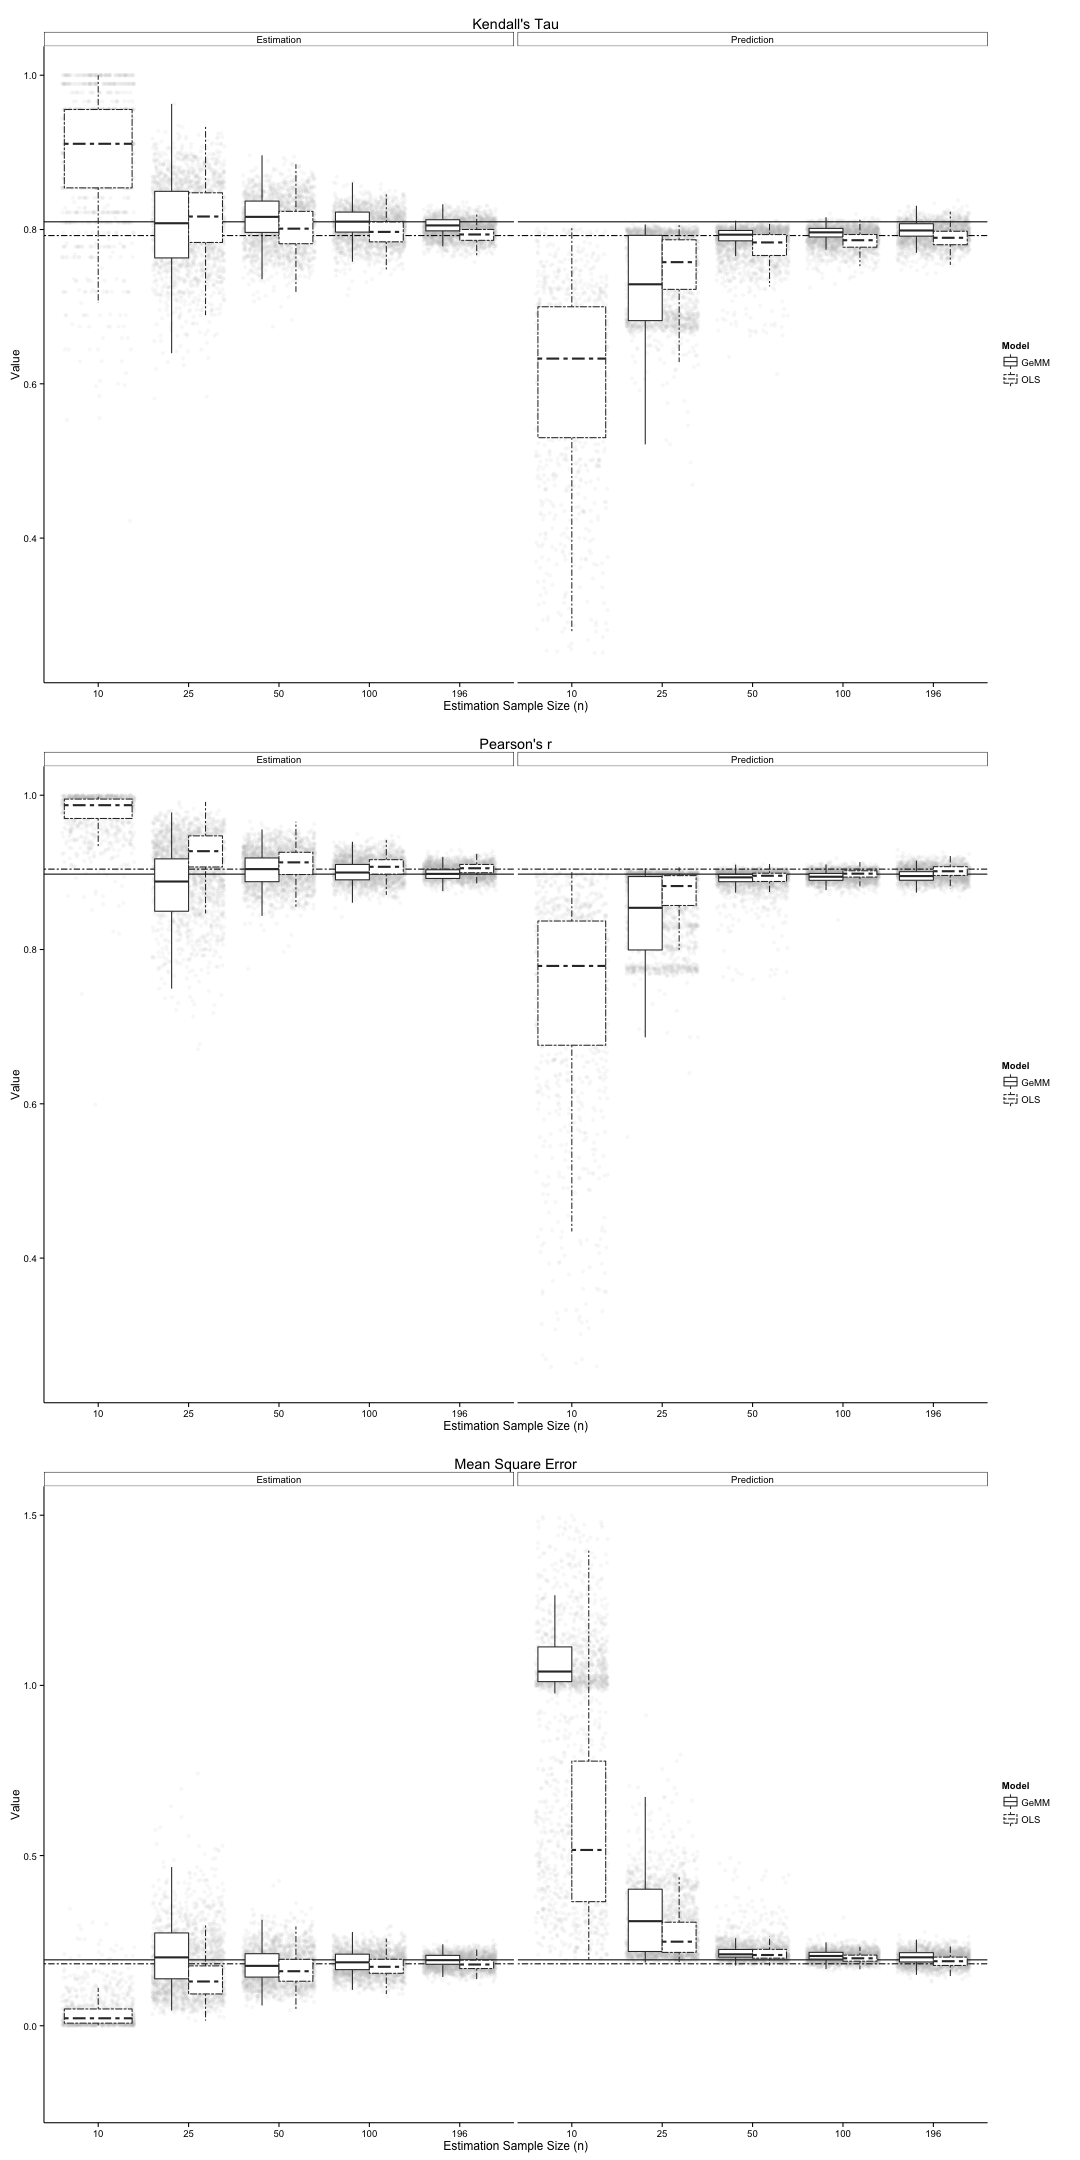 Kendall's Tau
Estimation Prediction
1.0
0.8
0.6
0.4
Value
10 25 50 100 196 10 25 50 100 196
Estimation Sample Size (n)
Model
GeMM
OLS
Pearson's r
Estimation Prediction
1.0
0.8
0.6
0.4
Value
10 25 50 100 196 10 25 50 100 196
Estimation Sample Size (n)
Model
GeMM
OLS
Mean Square Error
Estimation Prediction
1.5
1.0
0.5
0.0
Value
10 25 50 100 196 10 25 50 100 196
Estimation Sample Size (n)
Model
GeMM
OLS